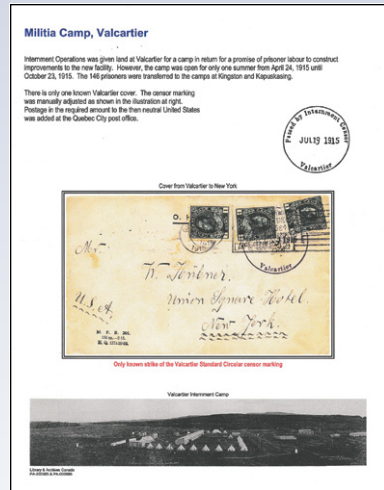 Militia Camp, Valcartier
Internment Operations was given land at Valcartier for a camp in return for a promise of prisoner labour to construct
improvements to the new facility. However, the camp was open for only one summer from April 24, 1915 until
October 23, 1915. The 146 prisoners were transferred to the camps at Kingston and Kapuskasing.
There is only one known Valcartier cover. The censor marking
was manually adjusted as shown in the illustration at right.
Postage in the required amount to the then neutral United States
was added at the Quebec City post office.
Passed by Internment Censor
JUL 19 1915
Valcartier
Cover from Valcartier to New York
O.
Mr.
Union Square Hotel.
New York.
U.S.A.
Valcartier
Only known strike of the Valcartier Standard Circular censor marking
Valcartier Internment Camp
Library & Archives Canada